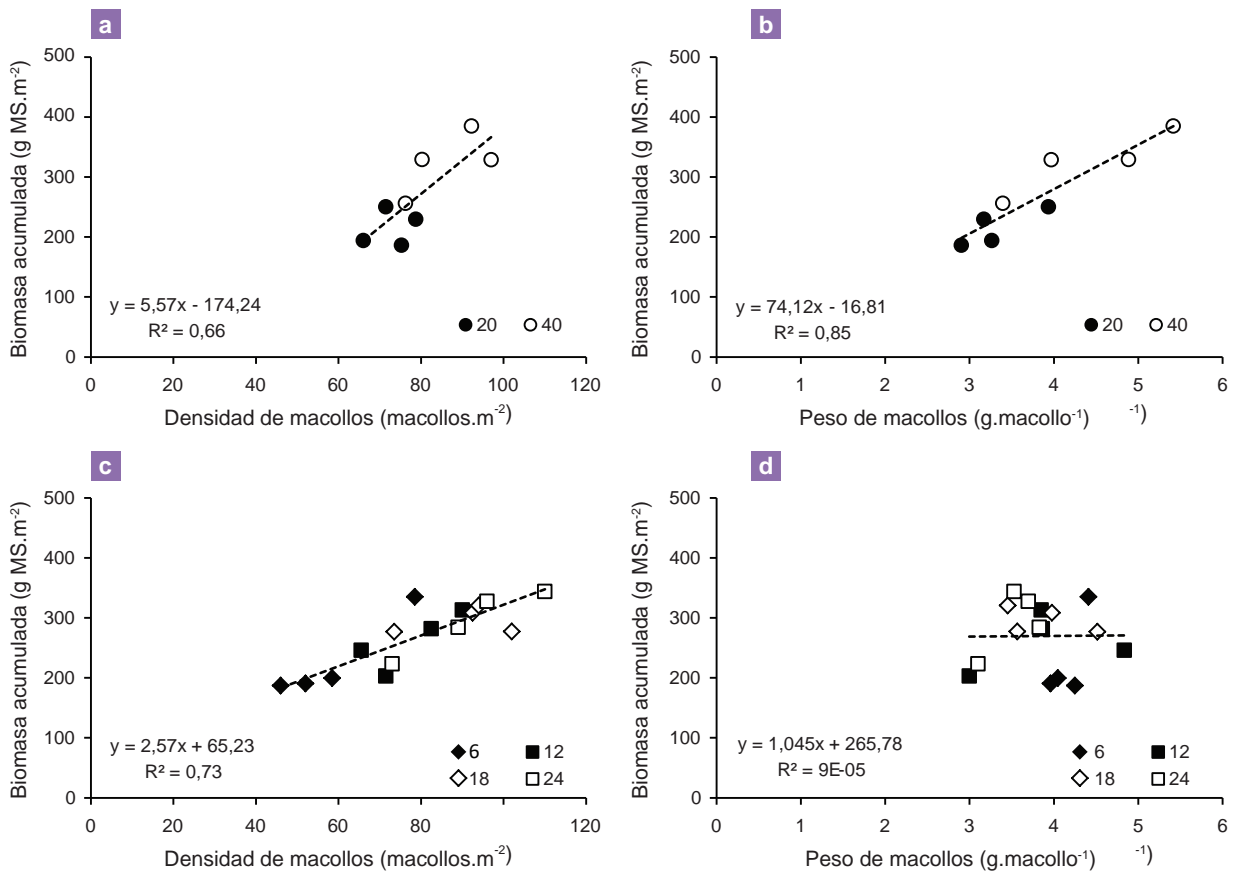 a
500
400
300
200
100
0
Biomasa acumulada (g MS.m⁻²)
y = 5,57x - 174,24
R² = 0,66
20 40
0 20 40 60 80 100 120
Densidad de macollos (macollos.m⁻²)
b
500
400
300
200
100
0
Biomasa acumulada (g MS.m⁻²)
y = 74,12x - 16,81
R² = 0,85
20 40
0 1 2 3 4 5 6
Peso de macollos (g.macollo⁻¹) ⁻¹)
c
500
400
300
200
100
0
Biomasa acumulada (g MS.m⁻²)
y = 2,57x + 65,23
R² = 0,73
6 12
18 24
0 20 40 60 80 100 120
Densidad de macollos (macollos.m⁻²)
d
500
400
300
200
100
0
Biomasa acumulada (g MS.m⁻²)
y = 1,045x + 265,78
R² = 9E-05
6 12
18 24
0 1 2 3 4 5 6
Peso de macollos (g.macollo⁻¹) ⁻¹)